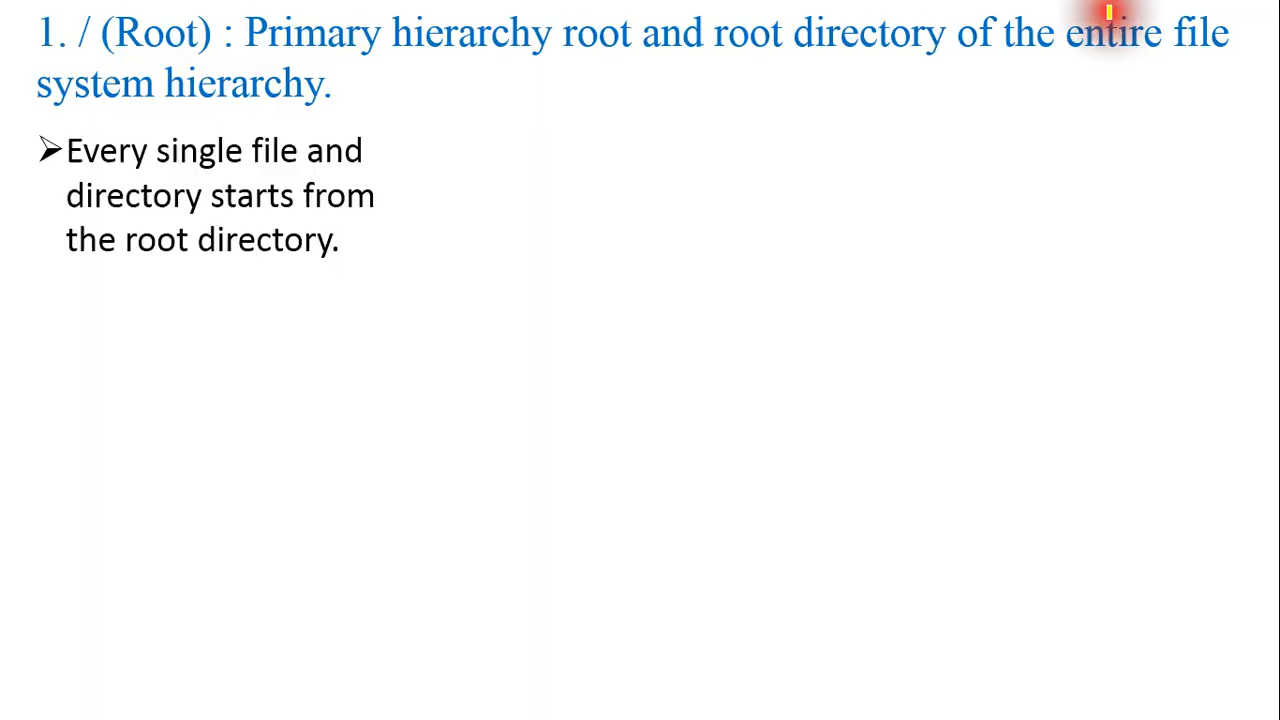 1. / (Root) : Primary hierarchy root and root directory of the entire file
system hierarchy.
➢Every single file and
directory starts from
the root directory.